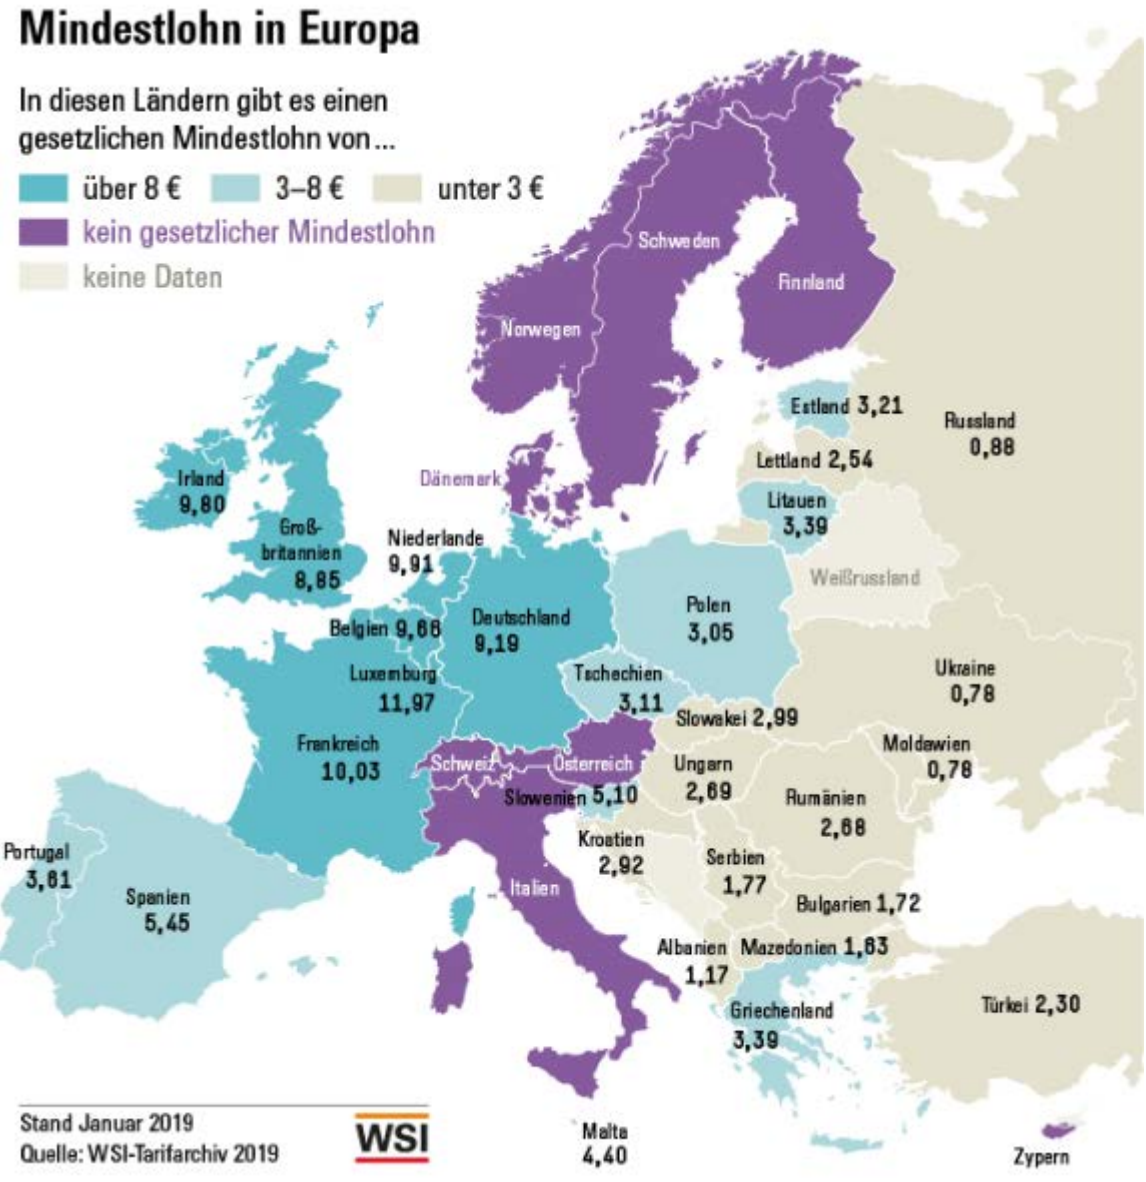 Mindestlohn in Europa
In diesen Ländern gibt es einen
gesetzlichen Mindestlohn von...
über 8 €
3–8 €
unter 3 €
kein gesetzlicher Mindestlohn
keine Daten
Schweden
Finnland
Norwegen
Estland 3,21
Russland
0,88
Lettland 2,54
Dänemark
Irland
9,80
Litauen
3,39
Groß-
britannien
8,85
Niederlande
9,91
Weißrussland
Polen
3,05
Belgien 9,66
Deutschland
9,19
Luxemburg
11,97
Tschechien
3,11
Ukraine
0,78
Slowakei 2,99
Frankreich
10,03
Moldawien
0,78
Schweiz
Österreich
Ungarn
2,69
Slowenien 5,10
Rumänien
2,68
Kroatien
2,92
Portugal
3,61
Serbien
1,77
Spanien
5,45
Italien
Bulgarien 1,72
Albanien
1,17
Mazedonien 1,63
Griechenland
3,39
Türkei 2,30
Malta
4,40
Zypern
Stand Januar 2019
Quelle: WSI-Tarifarchiv 2019
WSI